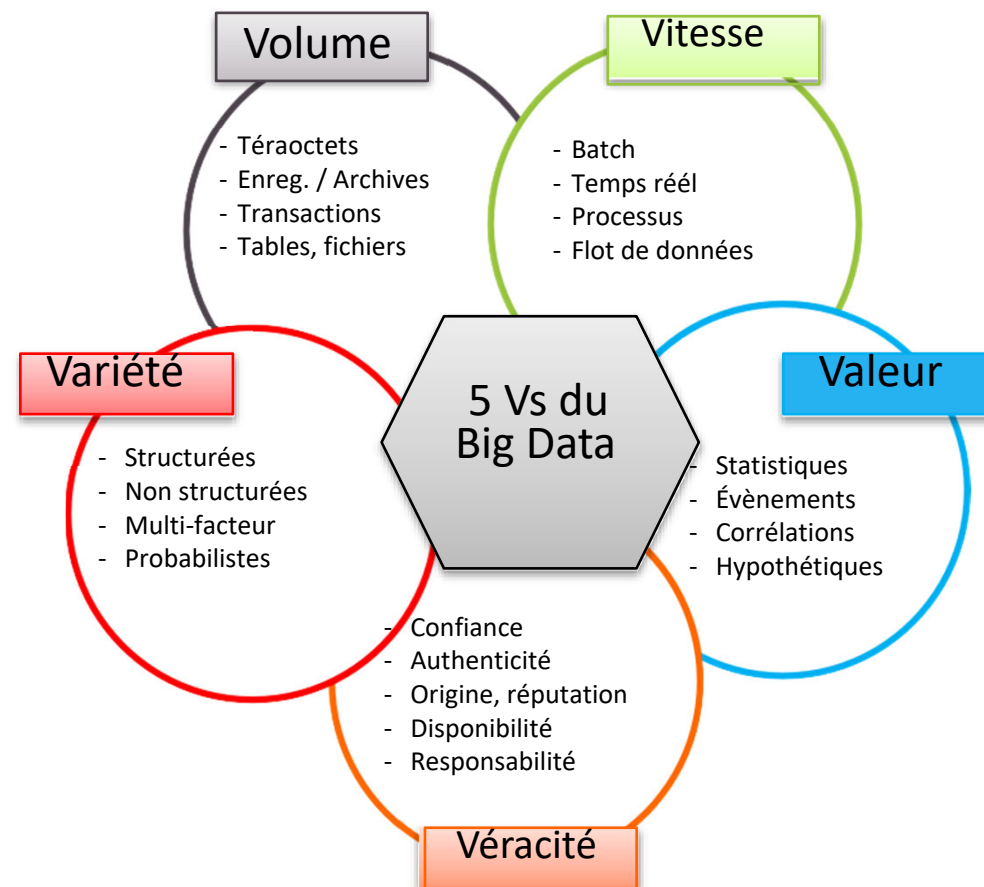 Volume
- Téraoctets
- Enreg. / Archives
- Transactions
- Tables, fichiers
Vitesse
- Batch
- Temps réél
- Processus
- Flot de données
Variété
- Structurées
- Non structurées
- Multi-facteur
- Probabilistes
5 Vs du
Big Data
Valeur
- Statistiques
- Évènements
- Corrélations
- Hypothétiques
- Confiance
- Authenticité
- Origine, réputation
- Disponibilité
- Responsabilité
Véracité